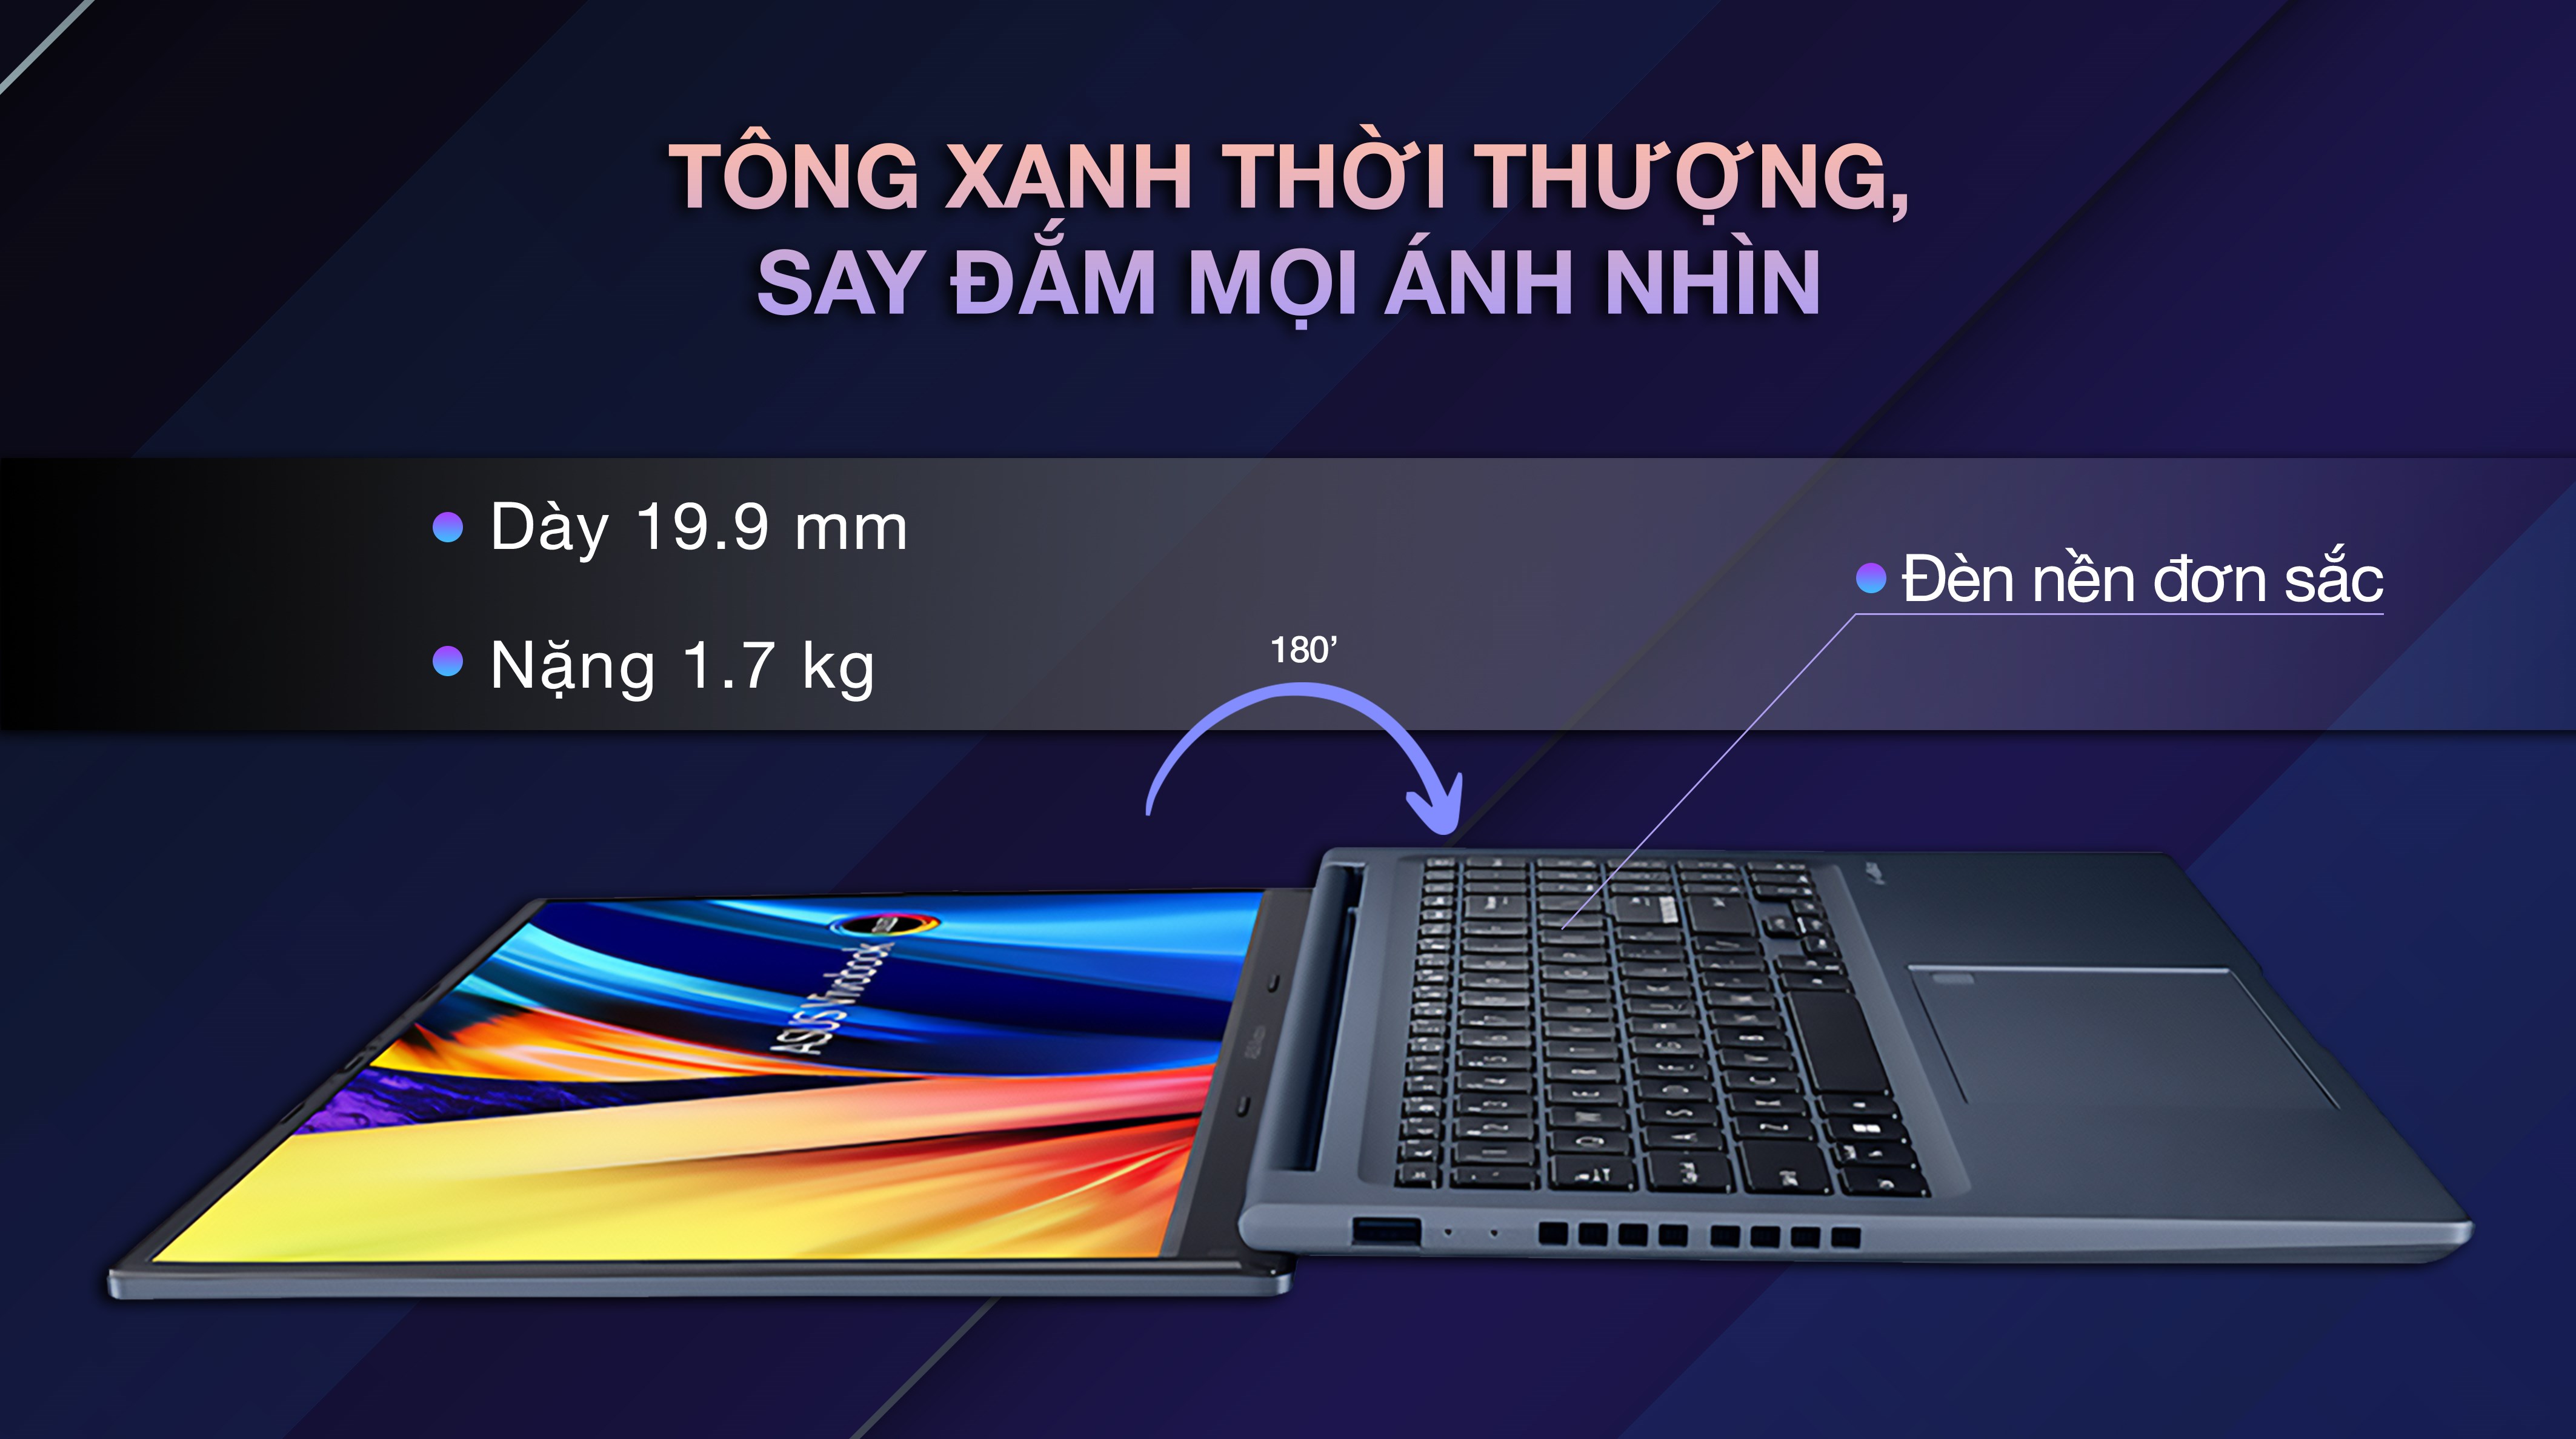 TÔNG XANH THỜI THƯỢNG,
SAY ĐẮM MỌI ÁNH NHÌN
Dày 19.9 mm
Nặng 1.7 kg
Đèn nền đơn sắc
180’
ASUS Vivobook